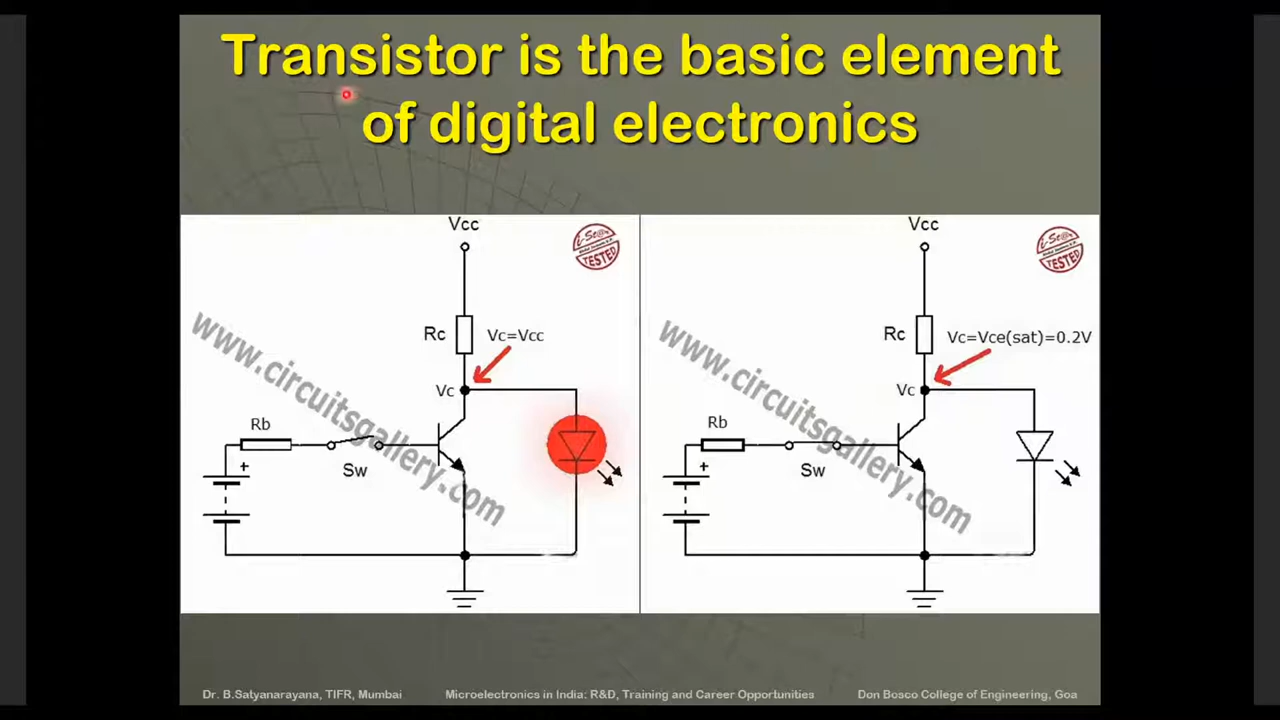 Transistor is the basic element
of digital electronics
Vcc
Rc
Vc=Vcc
Vc
Rb
+
Sw
www.circuitsgallery.com
TESTED
Vcc
Rc
Vc=Vce(sat)=0.2V
Vc
Rb
+
Sw
www.circuitsgallery.com
TESTED
Dr. B.Satyanarayana, TIFR, Mumbai
Microelectronics in India: R&D, Training and Career Opportunities
Don Bosco College of Engineering, Goa